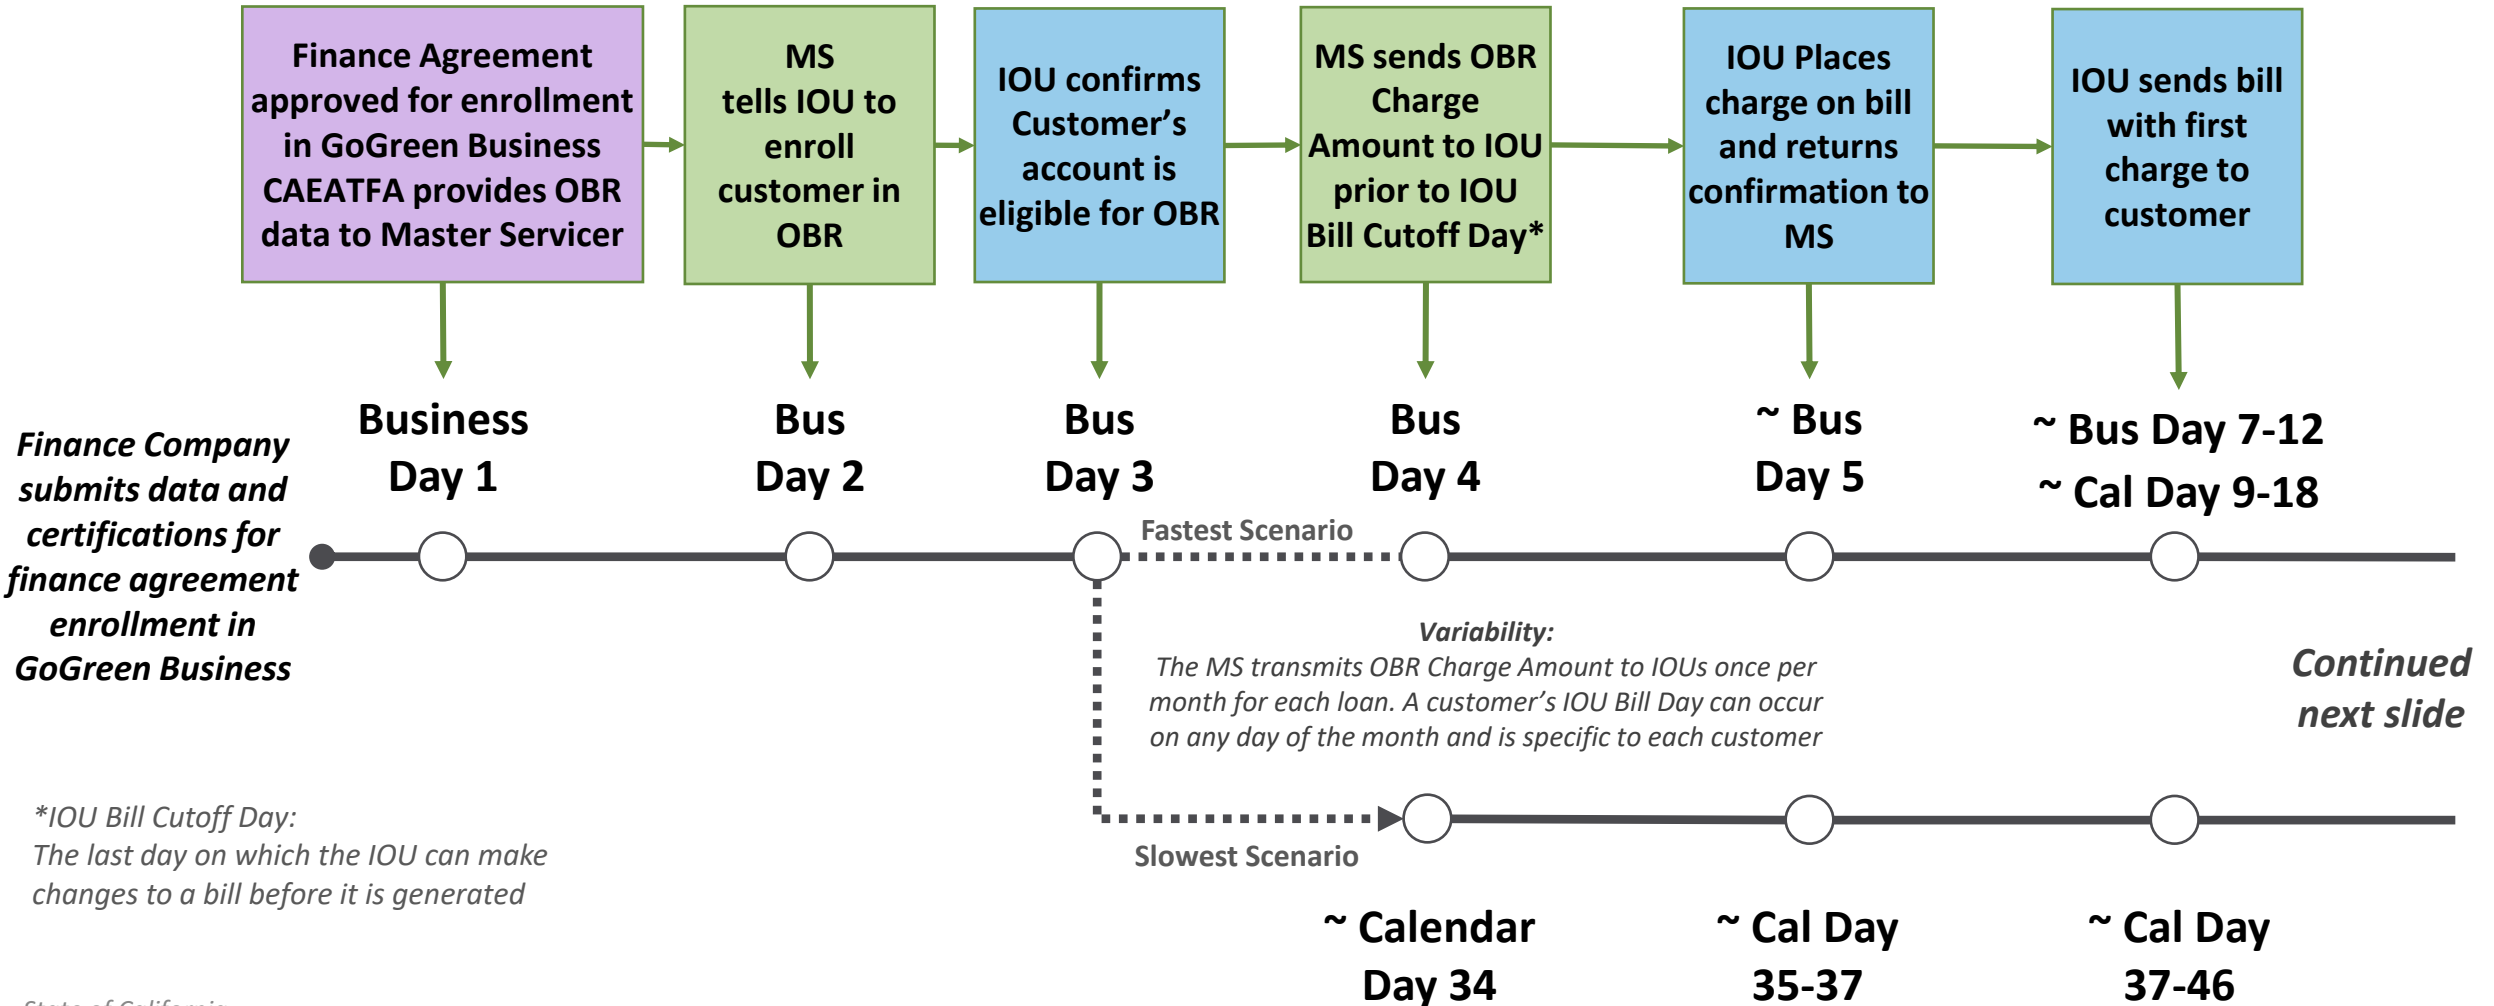 Finance Agreement
approved for enrollment
in GoGreen Business
CAEATFA provides OBR
data to Master Servicer
MS
tells IOU to
enroll
customer in
OBR
IOU confirms
Customer’s
account is
eligible for OBR
MS sends OBR
Charge
Amount to IOU
prior to IOU
Bill Cutoff Day*
IOU Places
charge on bill
and returns
confirmation to
MS
IOU sends bill
with first
charge to
customer
Finance Company
submits data and
certifications for
finance agreement
enrollment in
GoGreen Business
Business
Day 1
Bus
Day 2
Bus
Day 3
Bus
Day 4
~ Bus
Day 5
~ Bus Day 7-12
~ Cal Day 9-18
Fastest Scenario
Variability:
The MS transmits OBR Charge Amount to IOUs once per
month for each loan. A customer’s IOU Bill Day can occur
on any day of the month and is specific to each customer
Continued
next slide
*IOU Bill Cutoff Day:
The last day on which the IOU can make
changes to a bill before it is generated
Slowest Scenario
~ Calendar
Day 34
~ Cal Day
35-37
~ Cal Day
37-46
State of California